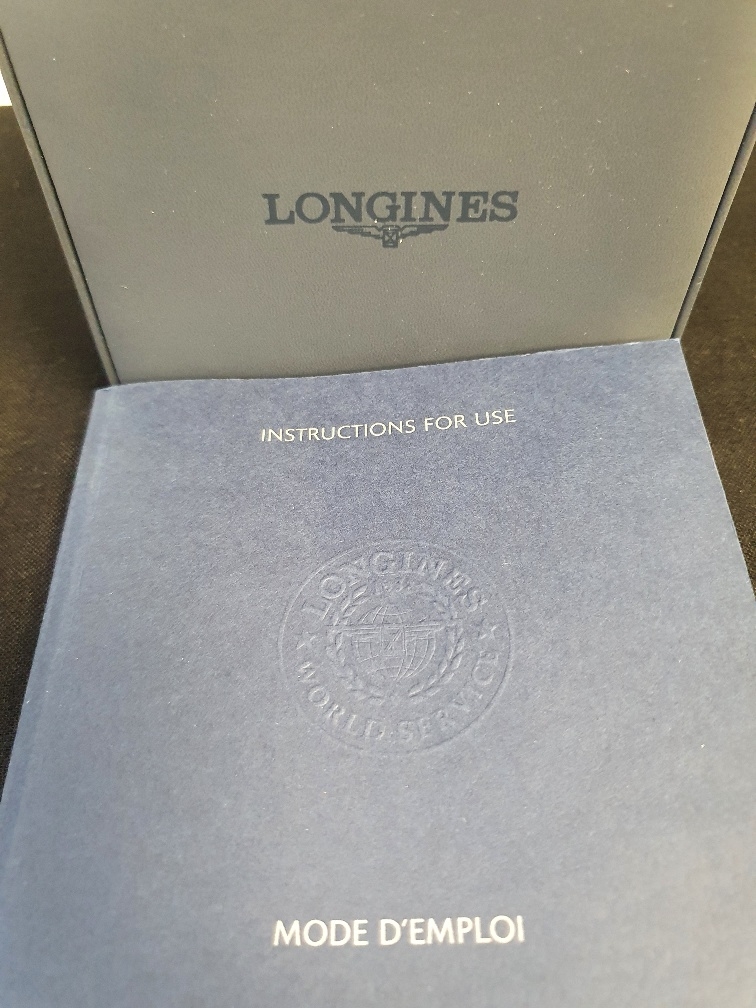 LONGINES
INSTRUCTIONS FOR USE
LONGINES
WORLD SERVICE
MODE D'EMPLOI